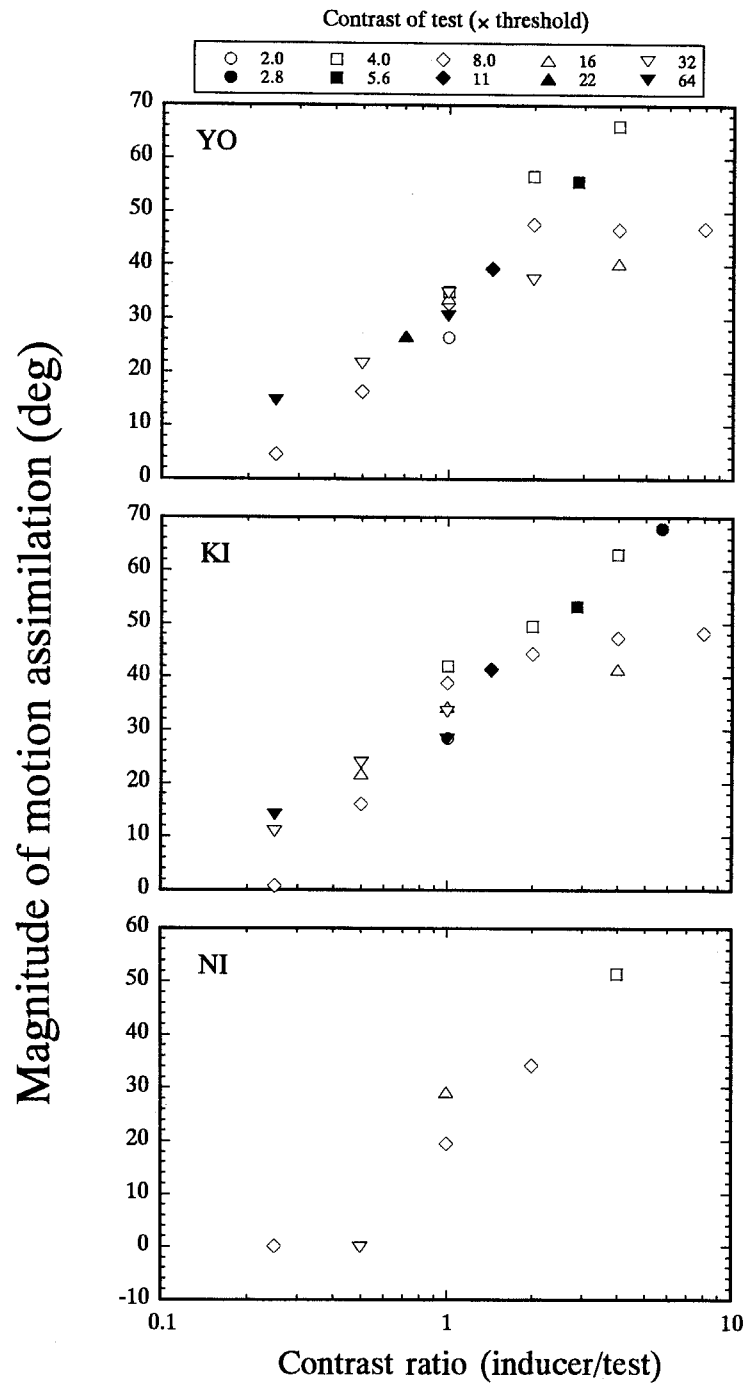 Contrast of test (× threshold)
2.0 4.0 8.0 16 32
2.8 5.6 11 22 64
Magnitude of motion assimilation (deg)
YO
70
60
50
40
30
20
10
0
KI
70
60
50
40
30
20
10
0
NI
60
50
40
30
20
10
0
-10
0.1 1 10
Contrast ratio (inducer/test)